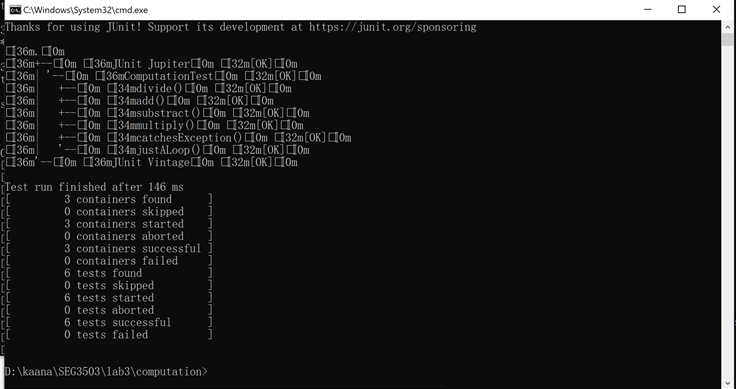 C:\Windows\System32\cmd.exe
Thanks for using JUnit! Support its development at https://junit.org/sponsoring
□[36m.□[0m
□[36m+--□[0m □[36mJUnit Jupiter□[0m □[32m[OK]□[0m
□[36m| '--□[0m □[36mComputationTest□[0m □[32m[OK]□[0m
□[36m|   +--□[0m □[34mdivide()□[0m □[32m[OK]□[0m
□[36m|   +--□[0m □[34madd()□[0m □[32m[OK]□[0m
□[36m|   +--□[0m □[34msubstract()□[0m □[32m[OK]□[0m
□[36m|   +--□[0m □[34mmultiply()□[0m □[32m[OK]□[0m
□[36m|   +--□[0m □[34mcatchesException()□[0m □[32m[OK]□[0m
□[36m|   '--□[0m □[34mjustALoop()□[0m □[32m[OK]□[0m
□[36m'--□[0m □[36mJUnit Vintage□[0m □[32m[OK]□[0m
Test run finished after 146 ms
[         3 containers found      ]
[         0 containers skipped    ]
[         3 containers started    ]
[         0 containers aborted    ]
[         3 containers successful ]
[         0 containers failed     ]
[         6 tests found           ]
[         0 tests skipped         ]
[         6 tests started         ]
[         0 tests aborted         ]
[         6 tests successful      ]
[         0 tests failed          ]
D:\kaana\SEG3503\lab3\computation>